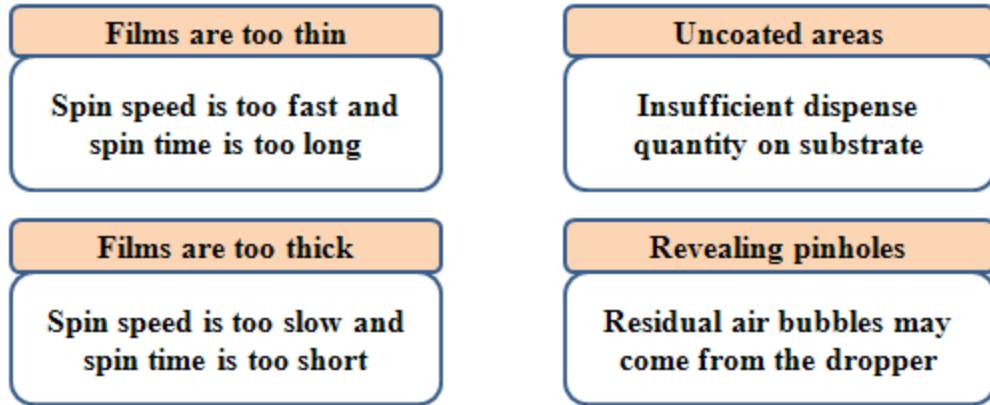 Films are too thin
Spin speed is too fast and
spin time is too long
Uncoated areas
Insufficient dispense
quantity on substrate
Films are too thick
Spin speed is too slow and
spin time is too short
Revealing pinholes
Residual air bubbles may
come from the dropper